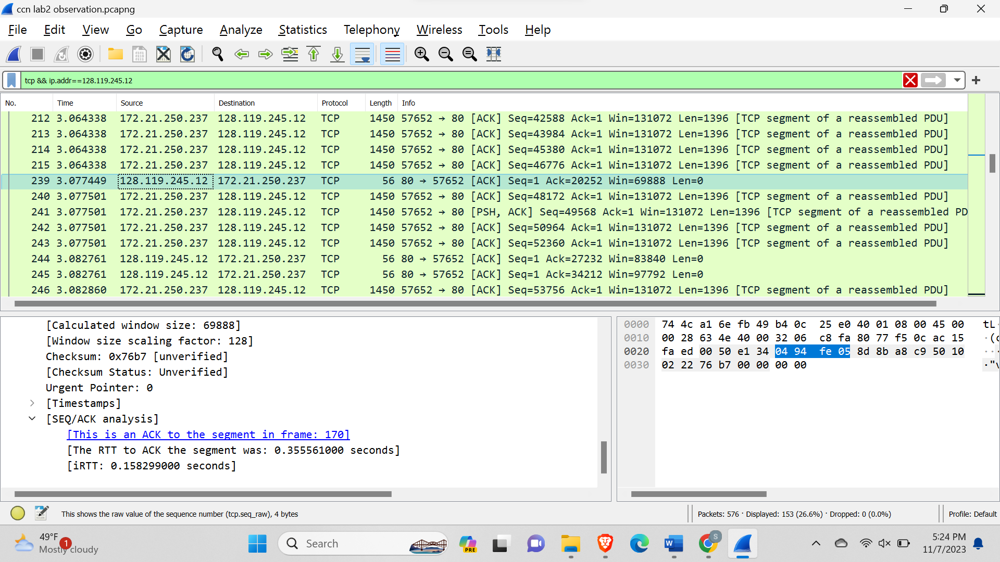 ccn lab2 observation.pcapng
File Edit View Go Capture Analyze Statistics Telephony Wireless Tools Help
tcp && ip.addr==128.119.245.12
No. Time Source Destination Protocol Length Info
212 3.064338 172.21.250.237 128.119.245.12 TCP 1450 57652 → 80 [ACK] Seq=42588 Ack=1 Win=131072 Len=1396 [TCP segment of a reassembled PDU]
213 3.064338 172.21.250.237 128.119.245.12 TCP 1450 57652 → 80 [ACK] Seq=43984 Ack=1 Win=131072 Len=1396 [TCP segment of a reassembled PDU]
214 3.064338 172.21.250.237 128.119.245.12 TCP 1450 57652 → 80 [ACK] Seq=45380 Ack=1 Win=131072 Len=1396 [TCP segment of a reassembled PDU]
215 3.064338 172.21.250.237 128.119.245.12 TCP 1450 57652 → 80 [ACK] Seq=46776 Ack=1 Win=131072 Len=1396 [TCP segment of a reassembled PDU]
239 3.077449 128.119.245.12 172.21.250.237 TCP 56 80 → 57652 [ACK] Seq=1 Ack=20252 Win=69888 Len=0
240 3.077501 172.21.250.237 128.119.245.12 TCP 1450 57652 → 80 [ACK] Seq=48172 Ack=1 Win=131072 Len=1396 [TCP segment of a reassembled PDU]
241 3.077501 172.21.250.237 128.119.245.12 TCP 1450 57652 → 80 [PSH, ACK] Seq=49568 Ack=1 Win=131072 Len=1396 [TCP segment of a reassembled PD
242 3.077501 172.21.250.237 128.119.245.12 TCP 1450 57652 → 80 [ACK] Seq=50964 Ack=1 Win=131072 Len=1396 [TCP segment of a reassembled PDU]
243 3.077501 172.21.250.237 128.119.245.12 TCP 1450 57652 → 80 [ACK] Seq=52360 Ack=1 Win=131072 Len=1396 [TCP segment of a reassembled PDU]
244 3.082761 128.119.245.12 172.21.250.237 TCP 56 80 → 57652 [ACK] Seq=1 Ack=27232 Win=83840 Len=0
245 3.082761 128.119.245.12 172.21.250.237 TCP 56 80 → 57652 [ACK] Seq=1 Ack=34212 Win=97792 Len=0
246 3.082860 172.21.250.237 128.119.245.12 TCP 1450 57652 → 80 [ACK] Seq=53756 Ack=1 Win=131072 Len=1396 [TCP segment of a reassembled PDU]
[Calculated window size: 69888]
[Window size scaling factor: 128]
Checksum: 0x76b7 [unverified]
[Checksum Status: Unverified]
Urgent Pointer: 0
[Timestamps]
[SEQ/ACK analysis]
[This is an ACK to the segment in frame: 170]
[The RTT to ACK the segment was: 0.355561000 seconds]
[iRTT: 0.158299000 seconds]
0000 74 4c a1 6e fb 49 b4 0c 25 e0 40 01 08 00 45 00 tL
0010 00 28 63 4e 40 00 32 06 c8 fa 80 77 f5 0c ac 15 ·(c
0020 fa ed 00 50 e1 34 04 94 fe 05 8d 8b a8 c9 50 10 ···
0030 02 22 76 b7 00 00 00 00 ·"v
This shows the raw value of the sequence number (tcp.seq_raw), 4 bytes
Packets: 576 · Displayed: 153 (26.6%) · Dropped: 0 (0.0%)
Profile: Default
49°F
1
Mostly cloudy
Search
PRE
W
S
5:24 PM
11/7/2023